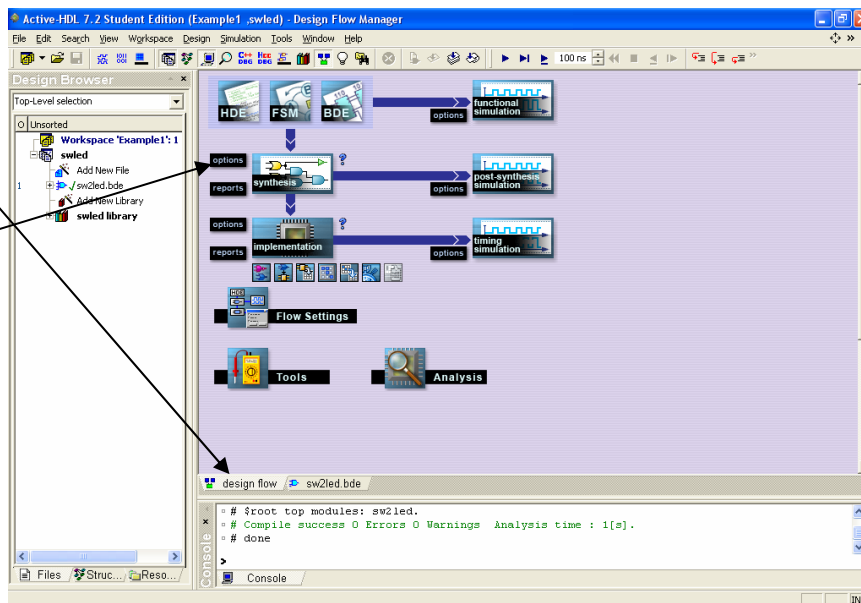 Active-HDL 7.2 Student Edition (Example1 ,swled) - Design Flow Manager
File Edit Search View Workspace Design Simulation Tools Window Help
100 ns
Design Browser
Top-Level selection
O Unsorted
Workspace 'Example1': 1
swled
Add New File
1 sw2led.bde
Add New Library
swled library
Files Struc... Reso...
HDE FSM BDE
options
functional
simulation
options
synthesis
reports
options
post-synthesis
simulation
options
implementation
reports
options
timing
simulation
HDE
Flow Settings
Tools
Analysis
design flow sw2led.bde
# $root top modules: sw2led.
# Compile success 0 Errors 0 Warnings Analysis time : 1[s].
# done
>
Console
Console
IN